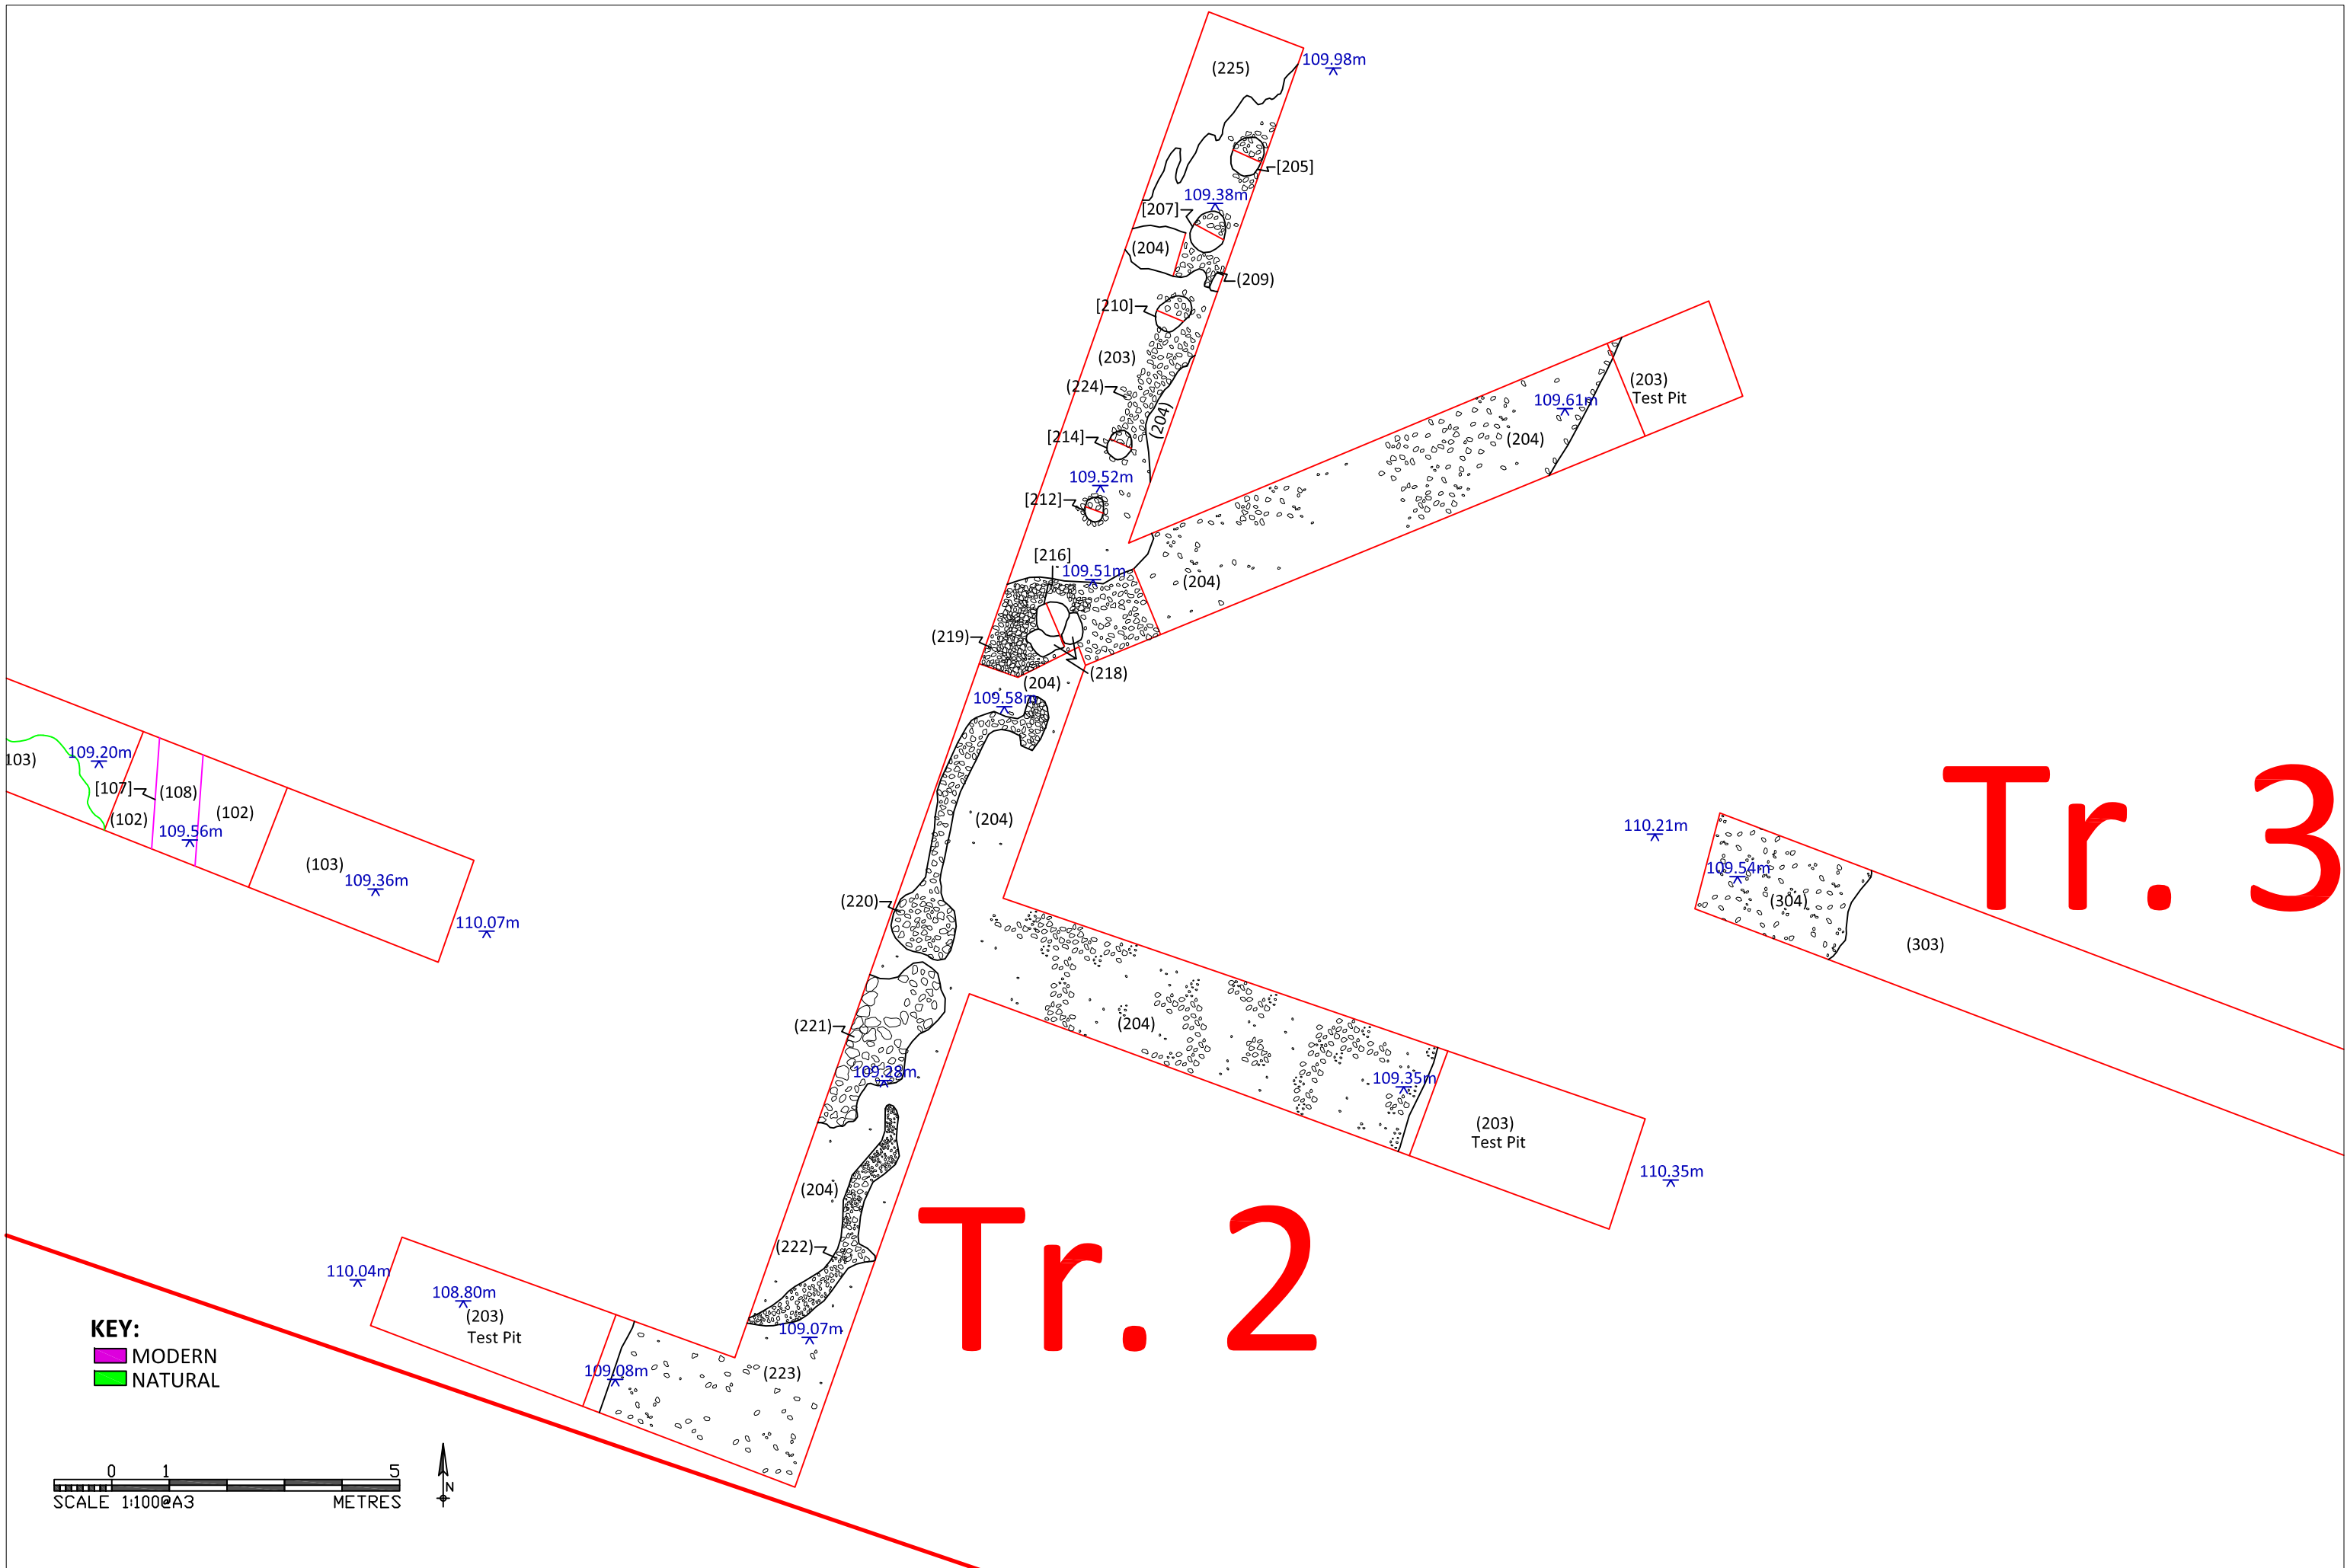 (225)
109.98m
[205]
109.38m
[207]
(204)
(209)
[210]
(203)
(224)
(204)
[214]
109.52m
[212]
(203)
Test Pit
109.61m
(204)
[216]
109.51m
(204)
(219)
(218)
(204)
109.58m
(204)
103)
109.20m
[107]
(108)
(102)
109.56m
(102)
(103)
109.36m
110.07m
(220)
(221)
109.28m
(204)
109.35m
(203)
Test Pit
110.35m
110.21m
109.54m
(304)
(303)
Tr. 3
(204)
(222)
Tr. 2
110.04m
108.80m
(203)
Test Pit
109.07m
109.08m
(223)
KEY:
MODERN
NATURAL
0 1 5
SCALE 1:100@A3 METRES
N